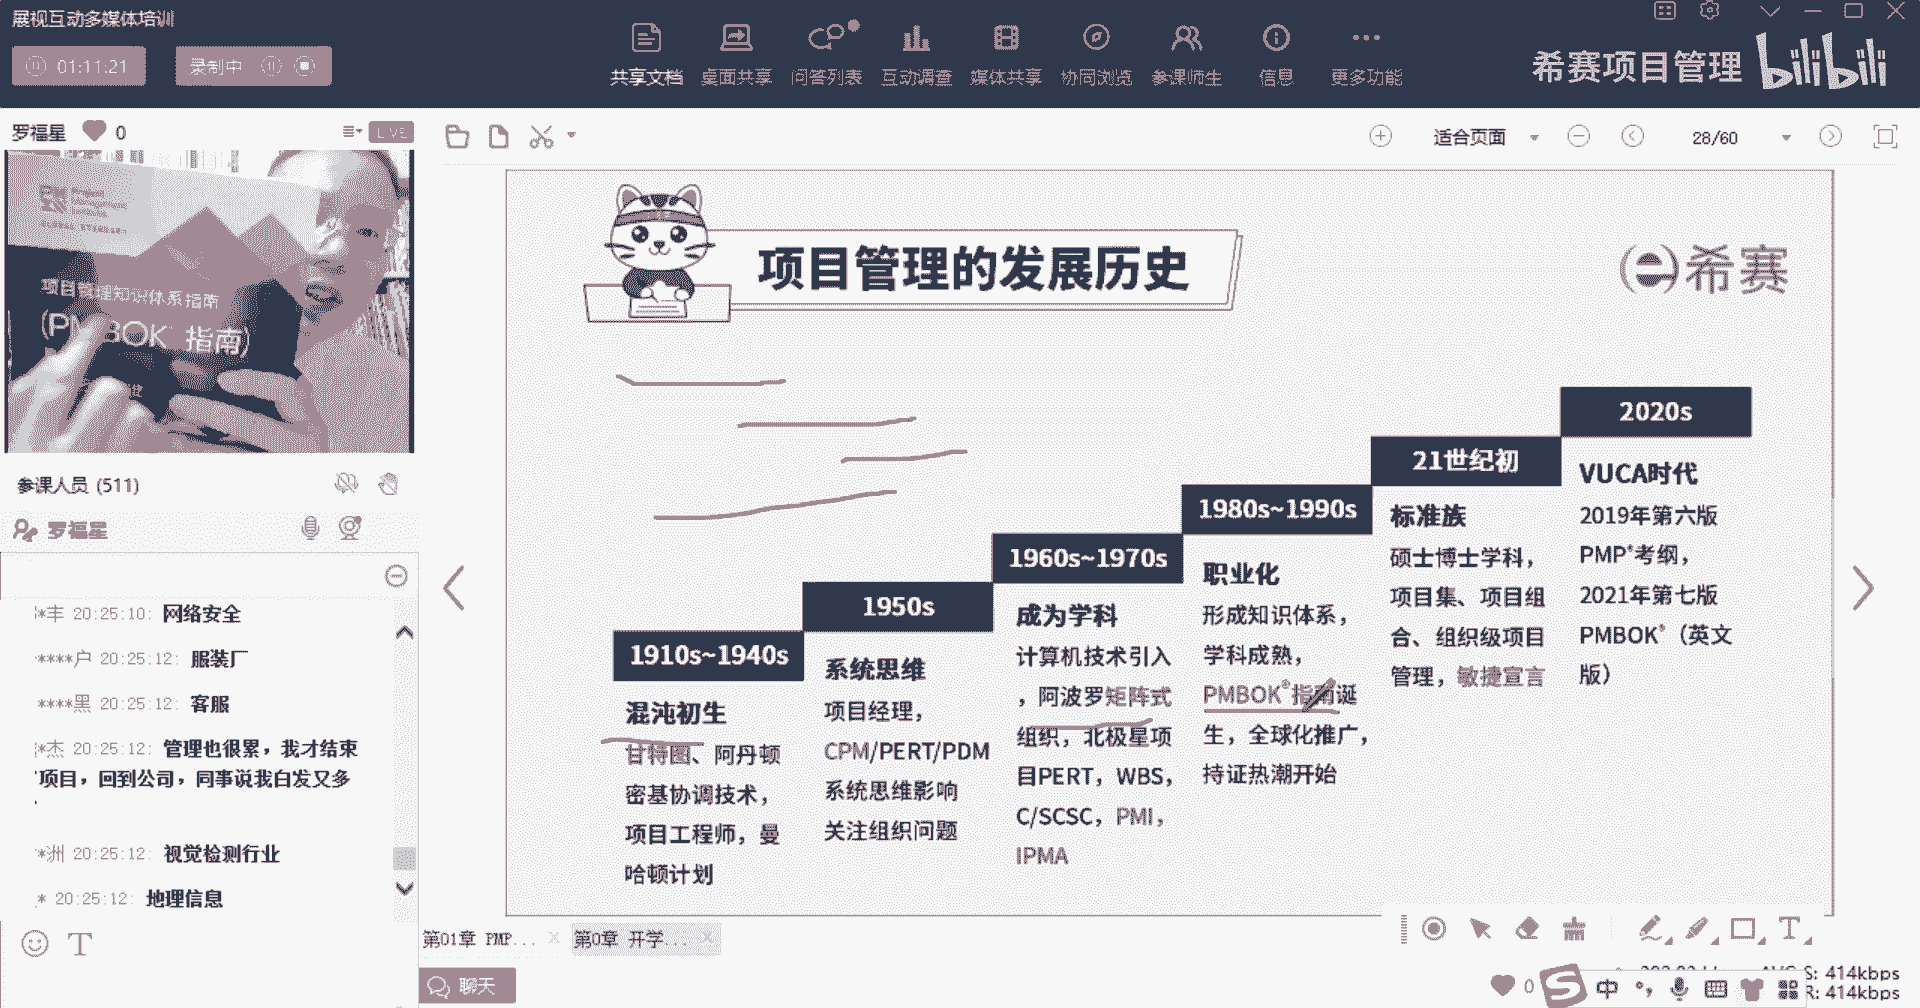 展视互动多媒体培训
01:11:21
录制中
共享文档
桌面共享
问答列表
互动调查
媒体共享
协同浏览
参课师生
信息
更多功能
希赛项目管理
bilibili
罗福星
0
LIVE
适合页面
28/60
Project
Management
Institute.
项目管理知识体系指南
(PMBOK 指南)
项目管理的发展历史
希赛
1910s~1940s
混沌初生
甘特图、阿丹顿
密基协调技术，
项目工程师，曼
哈顿计划
1950s
系统思维
项目经理，
CPM/PERT/PDM
系统思维影响
关注组织问题
1960s~1970s
成为学科
计算机技术引入
，阿波罗矩阵式
组织，北极星项
目PERT，WBS，
C/SCSC，PMI，
IPMA
1980s~1990s
职业化
形成知识体系，
学科成熟，
PMBOK®指南诞
生，全球化推广，
持证热潮开始
21世纪初
标准族
硕士博士学科，
项目集、项目组
合、组织级项目
管理，敏捷宣言
2020s
VUCA时代
2019年第六版
PMP®考纲，
2021年第七版
PMBOK®（英文
版）
参课人员 (511)
罗福星
*丰 20:25:10: 网络安全
****户 20:25:12: 服装厂
****黑 20:25:12: 客服
*杰 20:25:12: 管理也很累，我才结束
项目，回到公司，同事说我白发又多
*洲 20:25:12: 视觉检测行业
* 20:25:12: 地理信息
T
第01章 PMP...
第0章 开学...
聊天
T
0
S
中
S: 414kbps
R: 414kbps